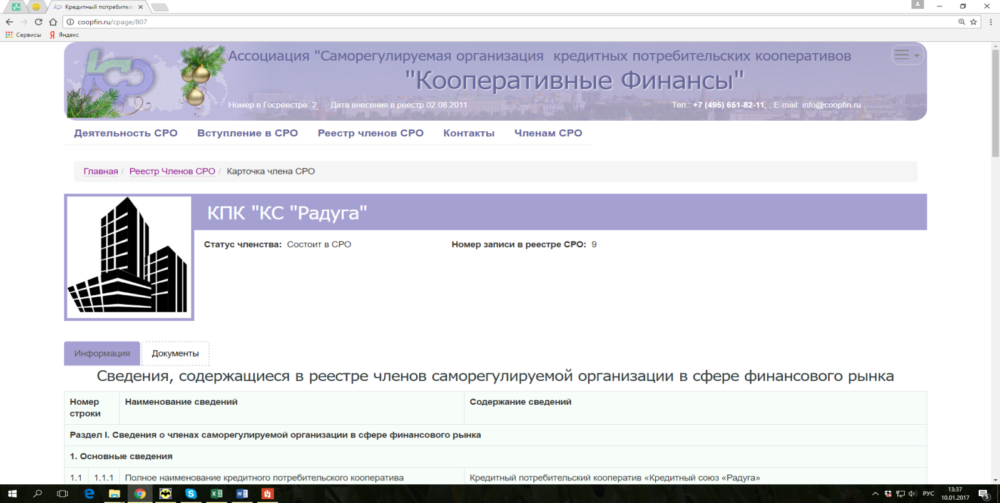 Кредитный потребител
coopfin.ru/cpage/807
Сервисы Яндекс
Ассоциация "Саморегулируемая организация кредитных потребительских кооперативов
"Кооперативные Финансы"
Номер в Госреестре: 2 Дата внесения в реестр 02.08.2011 Тел.: +7 (495) 651-82-11, ; E-mail: info@coopfin.ru
Деятельность СРО Вступление в СРО Реестр членов СРО Контакты Членам СРО
Главная / Реестр Членов СРО / Карточка члена СРО
КПК "КС "Радуга"
Статус членства: Состоит в СРО Номер записи в реестре СРО: 9
Информация Документы
Сведения, содержащиеся в реестре членов саморегулируемой организации в сфере финансового рынка
Номер строки Наименование сведений Содержание сведений
Раздел I. Сведения о членах саморегулируемой организации в сфере финансового рынка
1. Основные сведения
1.1 1.1.1 Полное наименование кредитного потребительского кооператива Кредитный потребительский кооператив «Кредитный союз «Радуга»
РУС 13:37
10.01.2017